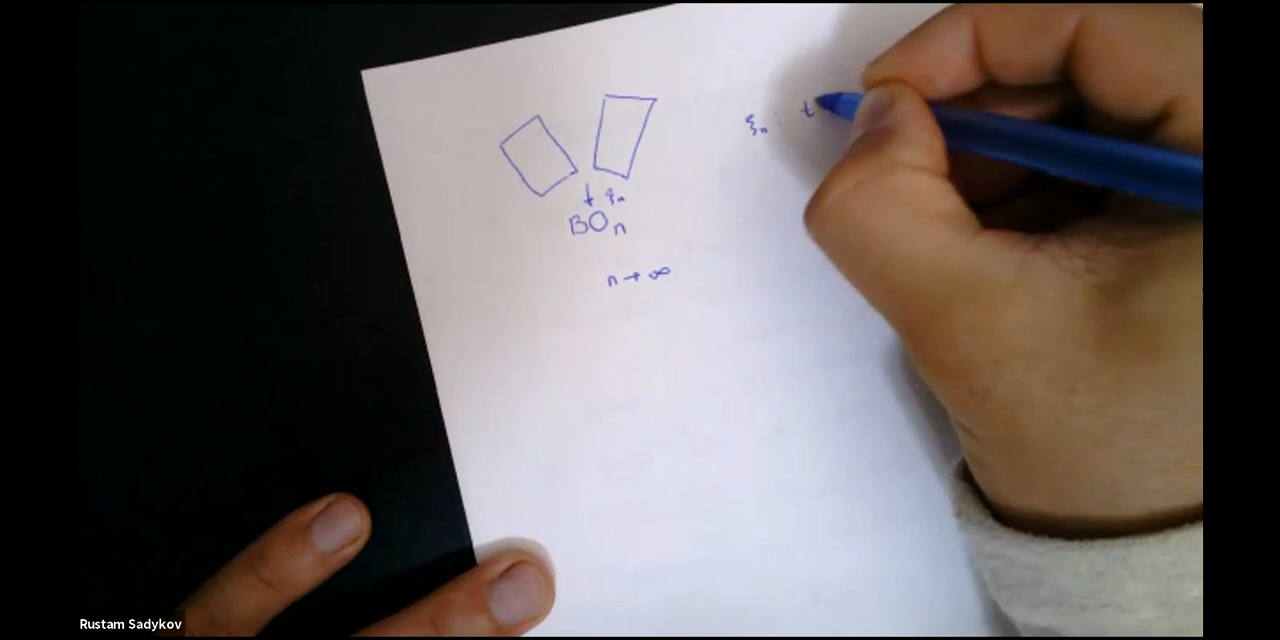 ξₙ: t
↓ ξₙ
BOₙ
n → ∞
Rustam Sadykov